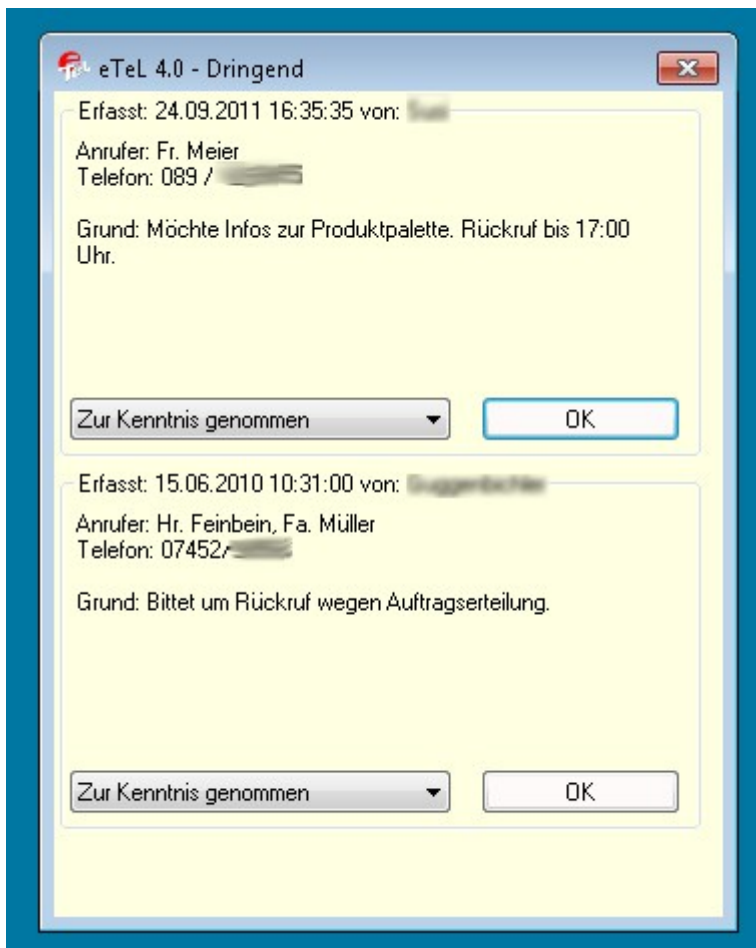 eTeL 4.0 - Dringend
Erfasst: 24.09.2011 16:35:35 von:
Anrufer: Fr. Meier
Telefon: 089 /
Grund: Möchte Infos zur Produktpalette. Rückruf bis 17:00
Uhr.
Zur Kenntnis genommen
OK
Erfasst: 15.06.2010 10:31:00 von:
Anrufer: Hr. Feinbein, Fa. Müller
Telefon: 07452/
Grund: Bittet um Rückruf wegen Auftragserteilung.
Zur Kenntnis genommen
OK